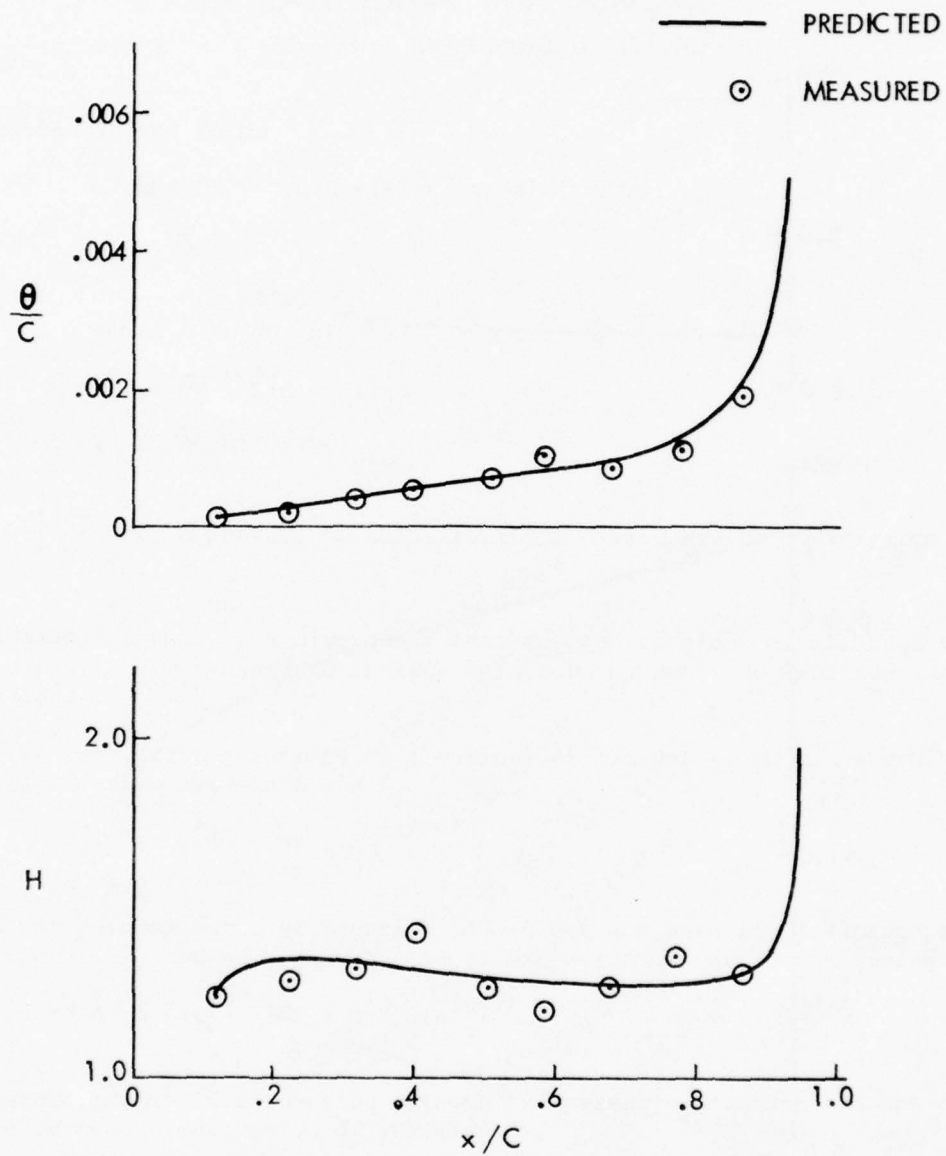 PREDICTED
MEASURED
.006
.004
θ
C
.002
0
2.0
H
1.0
0 .2 .4 .6 .8 1.0
x/C